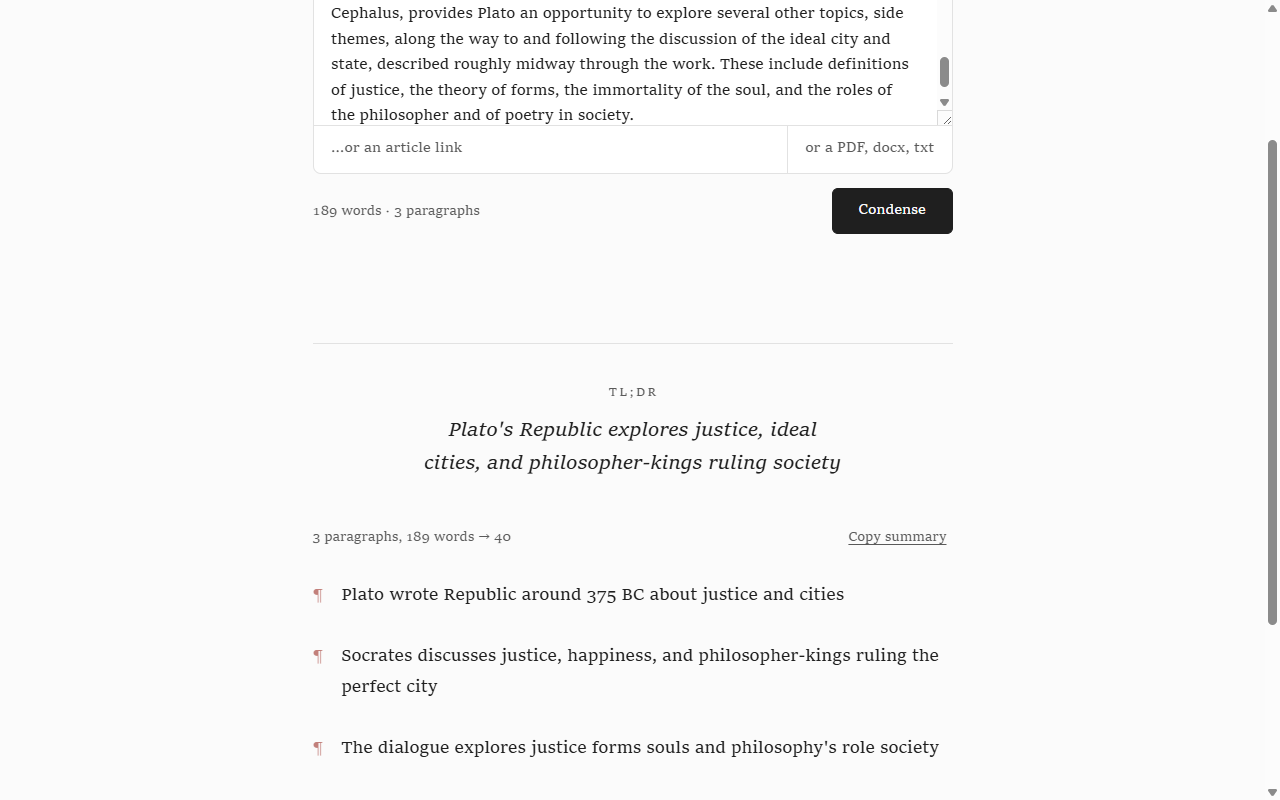 Cephalus, provides Plato an opportunity to explore several other topics, side
themes, along the way to and following the discussion of the ideal city and
state, described roughly midway through the work. These include definitions
of justice, the theory of forms, the immortality of the soul, and the roles of
the philosopher and of poetry in society.
...or an article link
or a PDF, docx, txt
189 words · 3 paragraphs
Condense
TL;DR
Plato's Republic explores justice, ideal
cities, and philosopher-kings ruling society
3 paragraphs, 189 words → 40
Copy summary
¶ Plato wrote Republic around 375 BC about justice and cities
¶ Socrates discusses justice, happiness, and philosopher-kings ruling the
perfect city
¶ The dialogue explores justice forms souls and philosophy's role society